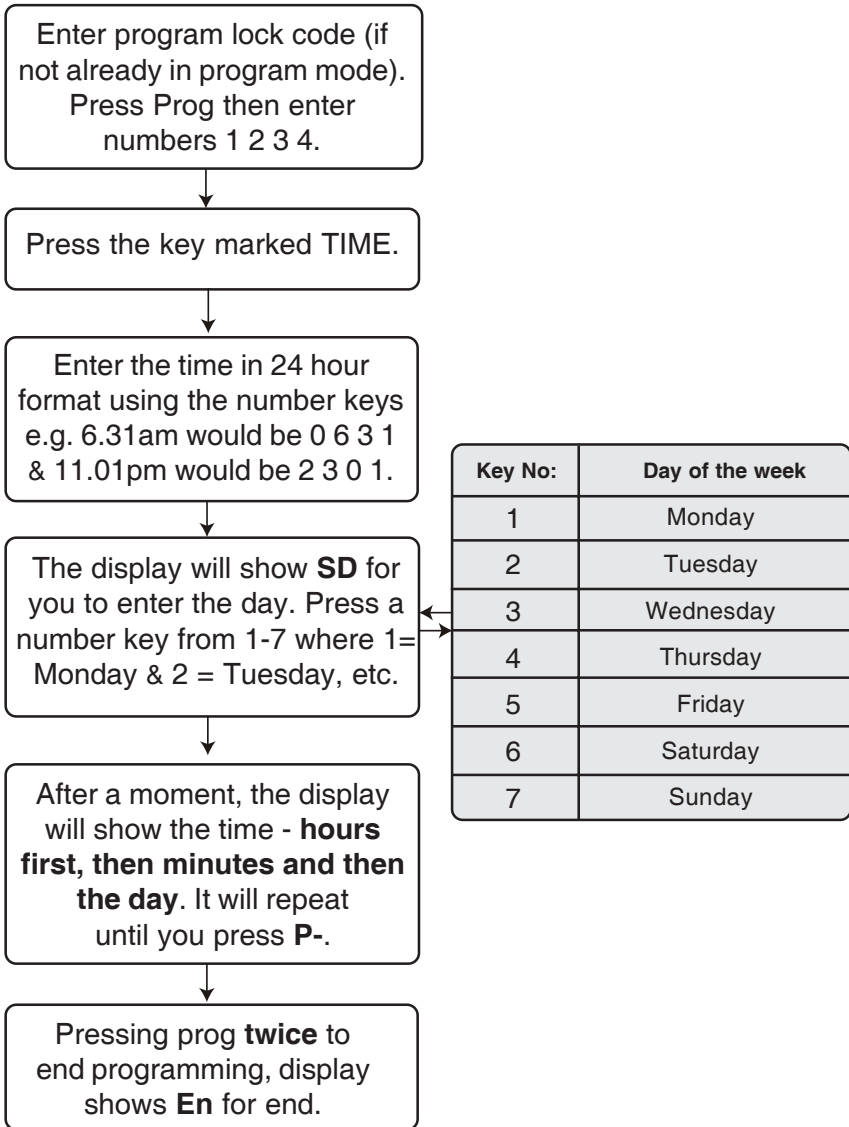 Enter program lock code (if
not already in program mode).
Press Prog then enter
numbers 1 2 3 4.
Press the key marked TIME.
Enter the time in 24 hour
format using the number keys
e.g. 6.31am would be 0 6 3 1
& 11.01pm would be 2 3 0 1.
The display will show SD for
you to enter the day. Press a
number key from 1-7 where 1=
Monday & 2 = Tuesday, etc.
Key No: Day of the week
1 Monday
2 Tuesday
3 Wednesday
4 Thursday
5 Friday
6 Saturday
7 Sunday
After a moment, the display
will show the time - hours
first, then minutes and then
the day. It will repeat
until you press P-.
Pressing prog twice to
end programming, display
shows En for end.